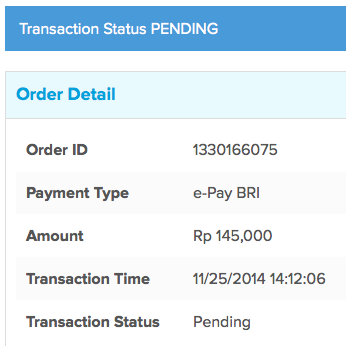 Transaction Status PENDING
Order Detail
Order ID 1330166075
Payment Type e-Pay BRI
Amount Rp 145,000
Transaction Time 11/25/2014 14:12:06
Transaction Status Pending